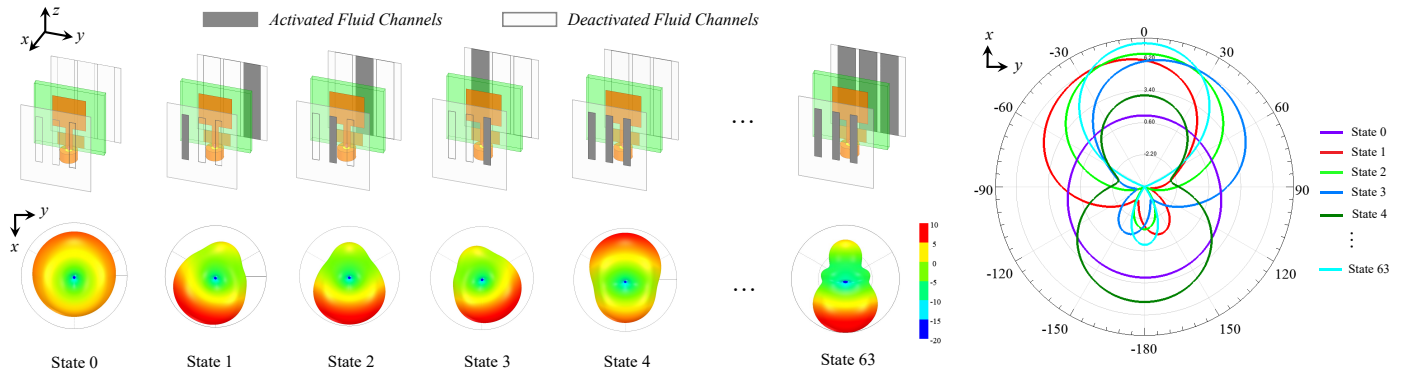 z
x
y
Activated Fluid Channels
Deactivated Fluid Channels
...
...
y
x
10
5
0
-5
-10
-15
-20
State 0
State 1
State 2
State 3
State 4
...
State 63
x
y
0
-30
30
-60
60
-90
90
-120
120
-150
150
-180
3.40
0.60
-2.20
State 0
State 1
State 2
State 3
State 4
⋮
State 63